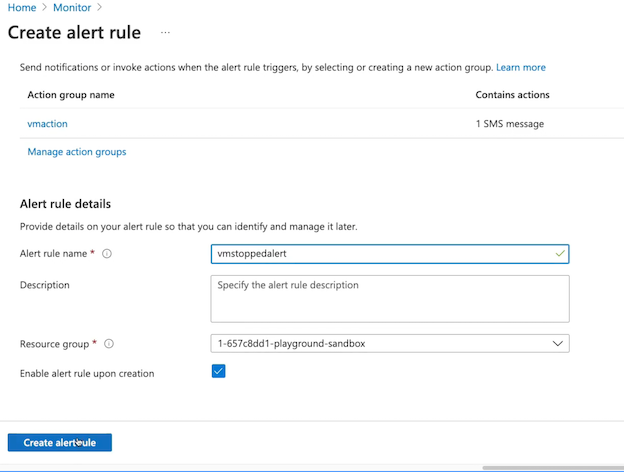 Home > Monitor >
Create alert rule ...
Send notifications or invoke actions when the alert rule triggers, by selecting or creating a new action group. Learn more
Action group name Contains actions
vmaction 1 SMS message
Manage action groups
Alert rule details
Provide details on your alert rule so that you can identify and manage it later.
Alert rule name * vmstoppedalert
Description Specify the alert rule description
Resource group * 1-657c8dd1-playground-sandbox
Enable alert rule upon creation
Create alert rule